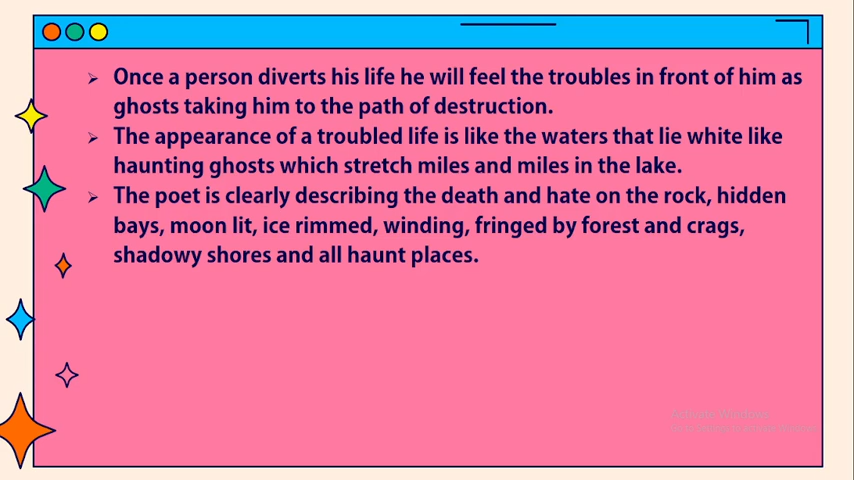 ➢ Once a person diverts his life he will feel the troubles in front of him as
ghosts taking him to the path of destruction.
➢ The appearance of a troubled life is like the waters that lie white like
haunting ghosts which stretch miles and miles in the lake.
➢ The poet is clearly describing the death and hate on the rock, hidden
bays, moon lit, ice rimmed, winding, fringed by forest and crags,
shadowy shores and all haunt places.
Activate Windows